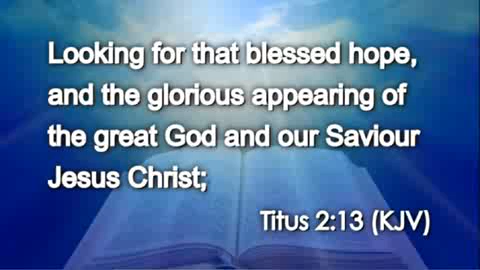 Looking for that blessed hope,
and the glorious appearing of
the great God and our Saviour
Jesus Christ;
Titus 2:13 (KJV)